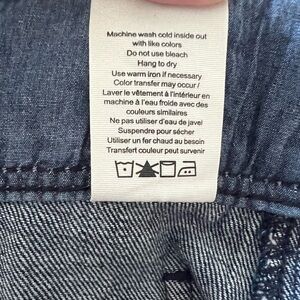 Machine wash cold inside out
with like colors
Do not use bleach
Hang to dry
Use warm iron if necessary
Color transfer may occur /
Laver le vêtement à l'intérieur en
machine à l'eau froide avec des
couleurs similaires
Ne pas utiliser d'eau de javel
Suspendre pour sécher
Utiliser un fer chaud au besoin
Transfert couleur peut survenir